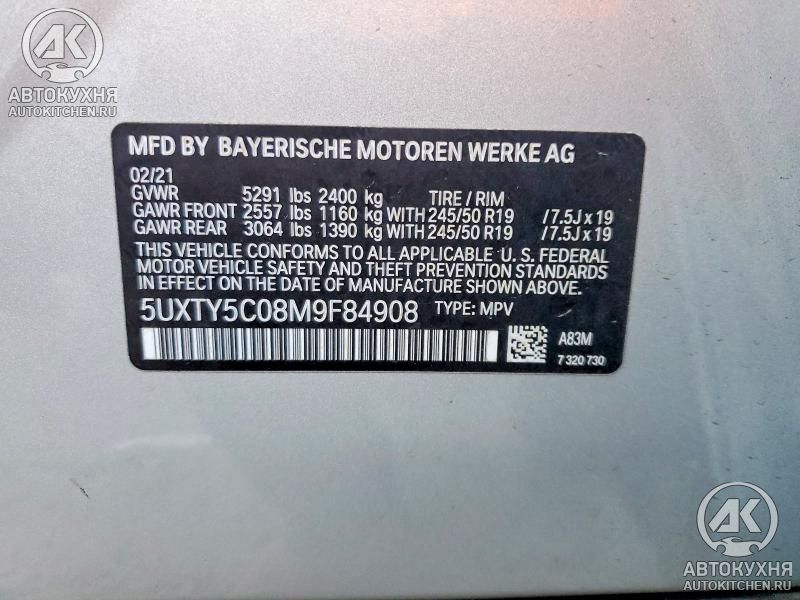 АК
АВТОКУХНЯ
AUTOKITCHEN.RU
MFD BY BAYERISCHE MOTOREN WERKE AG
02/21
GVWR 5291 lbs 2400 kg TIRE / RIM
GAWR FRONT 2557 lbs 1160 kg WITH 245/50 R19 /7.5J x 19
GAWR REAR 3064 lbs 1390 kg WITH 245/50 R19 /7.5J x 19
THIS VEHICLE CONFORMS TO ALL APPLICABLE U. S. FEDERAL
MOTOR VEHICLE SAFETY AND THEFT PREVENTION STANDARDS
IN EFFECT ON THE DATE OF MANUFACTURE SHOWN ABOVE.
5UXTY5C08M9F84908 TYPE: MPV
A83M
7 320 730
АК
АВТОКУХНЯ
AUTOKITCHEN.RU